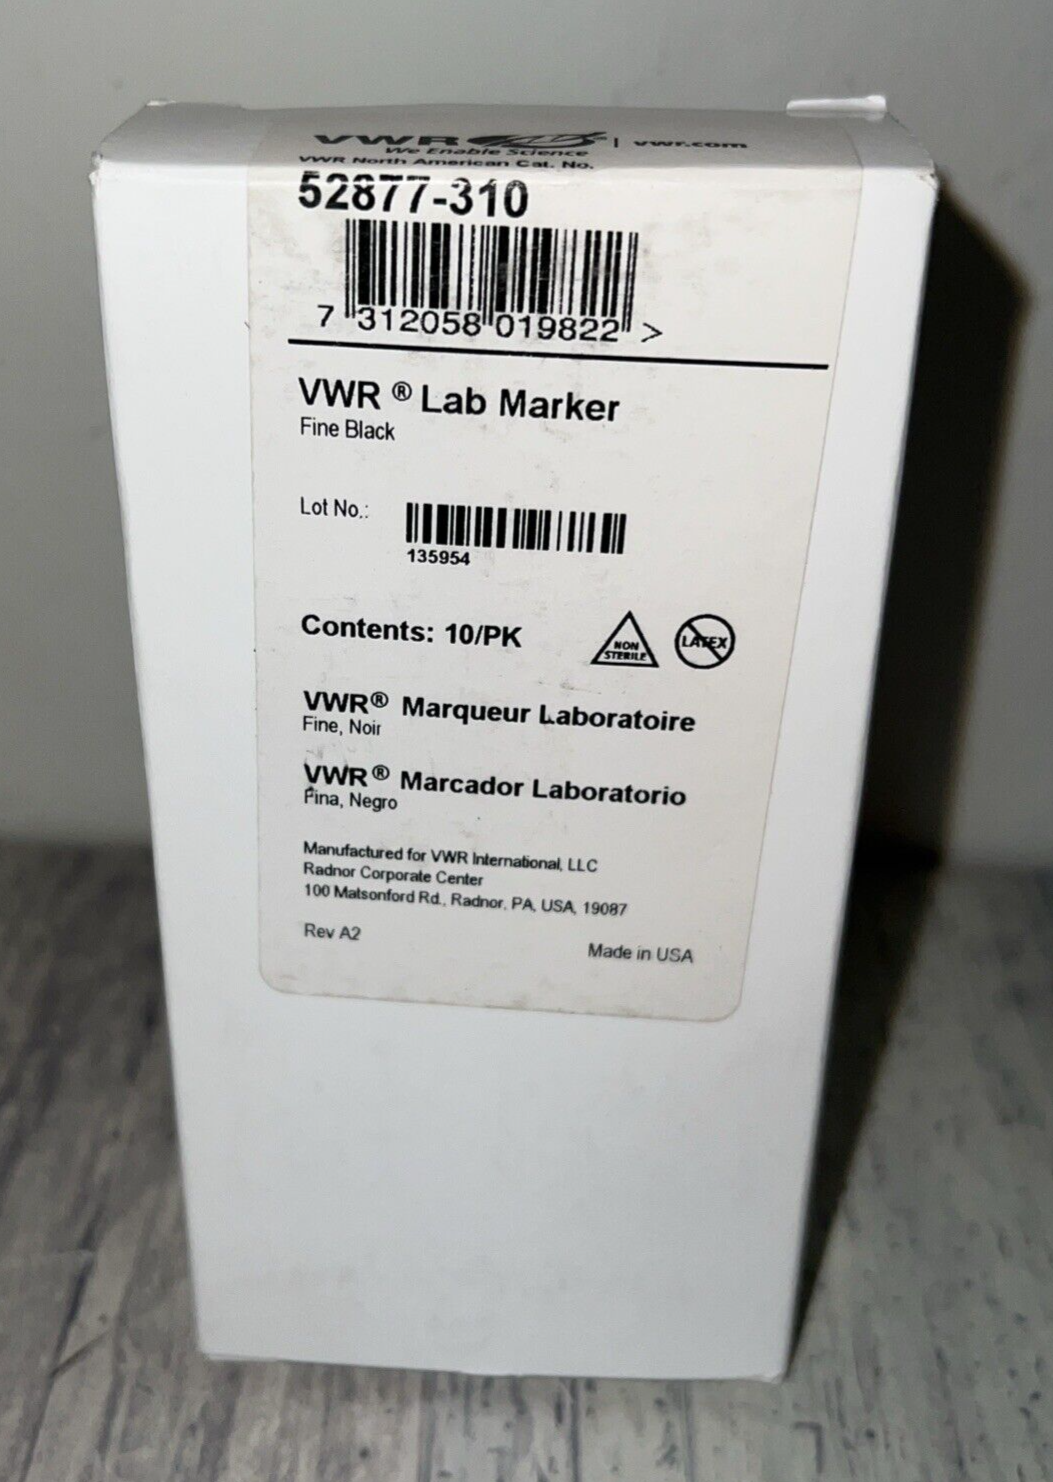 VWR | vwr.com
We Enable Science
VWR North American Cat. No.
52877-310
7 312058 019822 >
VWR ® Lab Marker
Fine Black
Lot No.:
135954
Contents: 10/PK
NON
STERILE
LATEX
VWR® Marqueur Laboratoire
Fine, Noir
VWR® Marcador Laboratorio
Fina, Negro
Manufactured for VWR International, LLC
Radnor Corporate Center
100 Matsonford Rd., Radnor, PA, USA, 19087
Rev A2
Made in USA